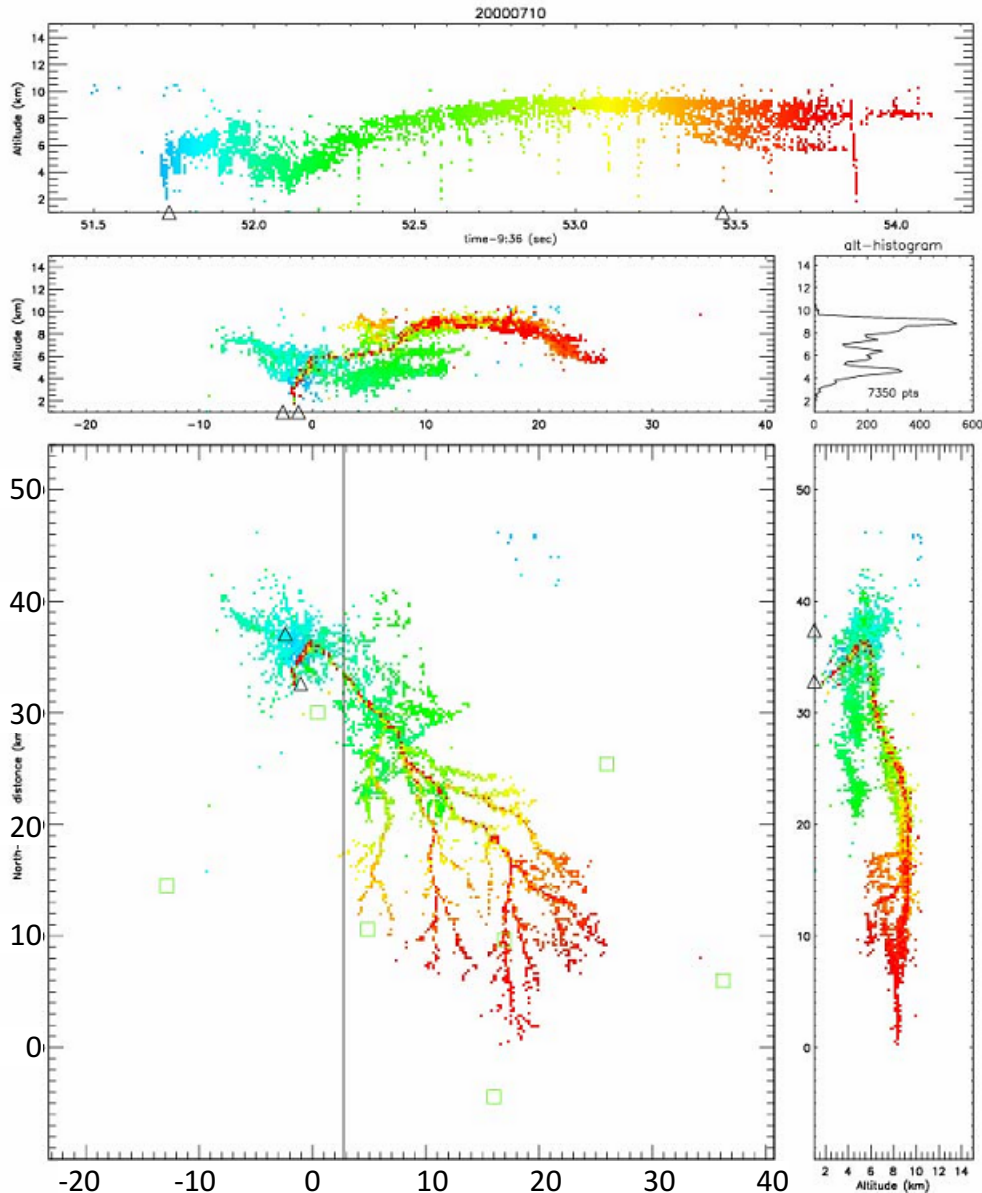 20000710
14
12
10
8
6
4
2
Altitude (km)
51.5 52.0 52.5 53.0 53.5 54.0
time-9:36 (sec)
alt-histogram
14
12
10
8
6
4
2
Altitude (km)
-20 -10 0 10 20 30 40
14
12
10
8
6
4
2
7350 pts
0 200 400 600
50
40
30
20
10
0
North- distance (km
-20 -10 0 10 20 30 40
50
40
30
20
10
0
2 4 6 8 10 12 14
Altitude (km)